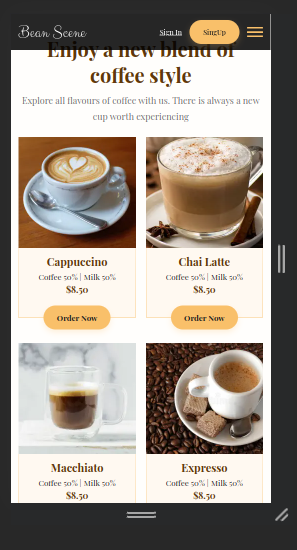 Bean Scene
Sign In
SingUp
Enjoy a new blend of
coffee style
Explore all flavours of coffee with us. There is always a new
cup worth experiencing
Cappuccino
Coffee 50% | Milk 50%
$8.50
Order Now
Chai Latte
Coffee 50% | Milk 50%
$8.50
Order Now
Macchiato
Coffee 50% | Milk 50%
$8.50
Expresso
Coffee 50% | Milk 50%
$8.50